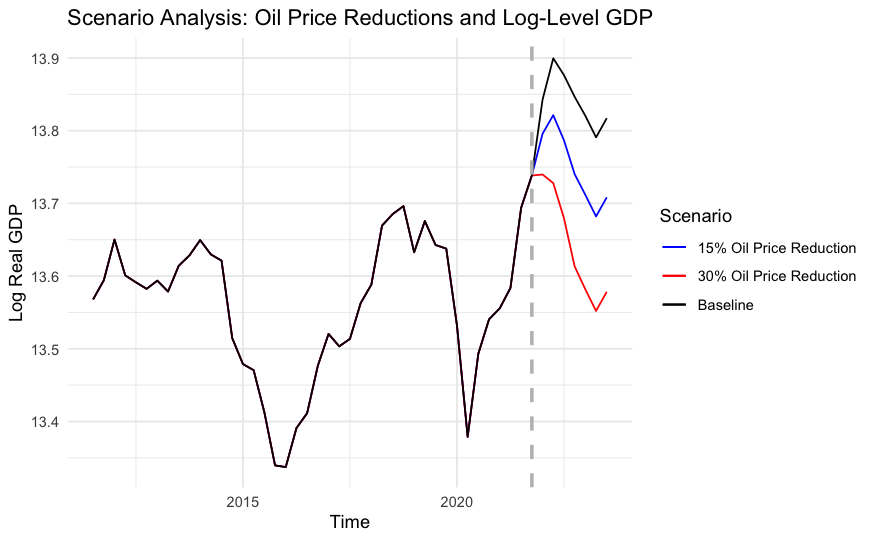 Scenario Analysis: Oil Price Reductions and Log-Level GDP
13.9
13.8
13.7
13.6
13.5
13.4
Log Real GDP
2015
2020
Time
Scenario
15% Oil Price Reduction
30% Oil Price Reduction
Baseline